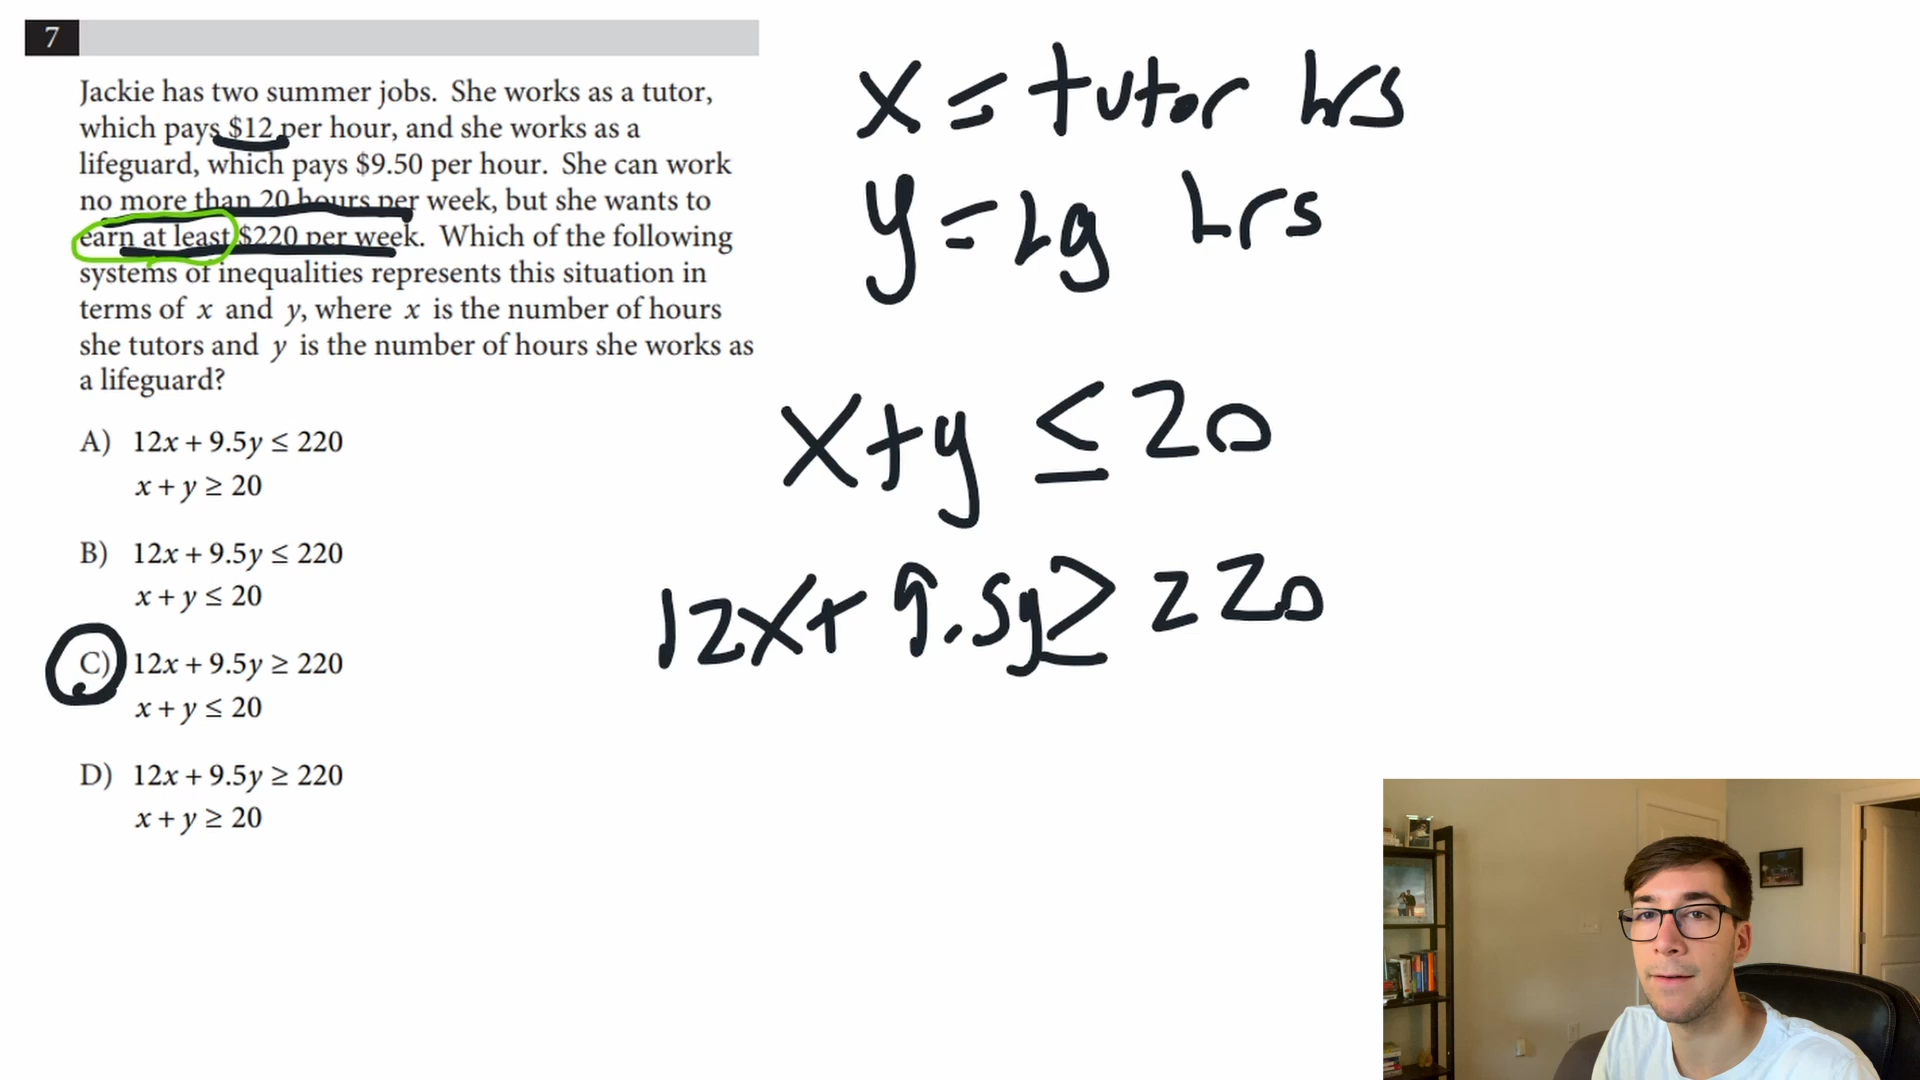 7
Jackie has two summer jobs. She works as a tutor,
which pays $12 per hour, and she works as a
lifeguard, which pays $9.50 per hour. She can work
no more than 20 hours per week, but she wants to
earn at least $220 per week. Which of the following
systems of inequalities represents this situation in
terms of x and y, where x is the number of hours
she tutors and y is the number of hours she works as
a lifeguard?
A) 12x + 9.5y ≤ 220
x + y ≥ 20
B) 12x + 9.5y ≤ 220
x + y ≤ 20
C) 12x + 9.5y ≥ 220
x + y ≤ 20
D) 12x + 9.5y ≥ 220
x + y ≥ 20
x = tutor hrs
y = Lg hrs
x+y ≤ 20
12x + 9.5y ≥ 220